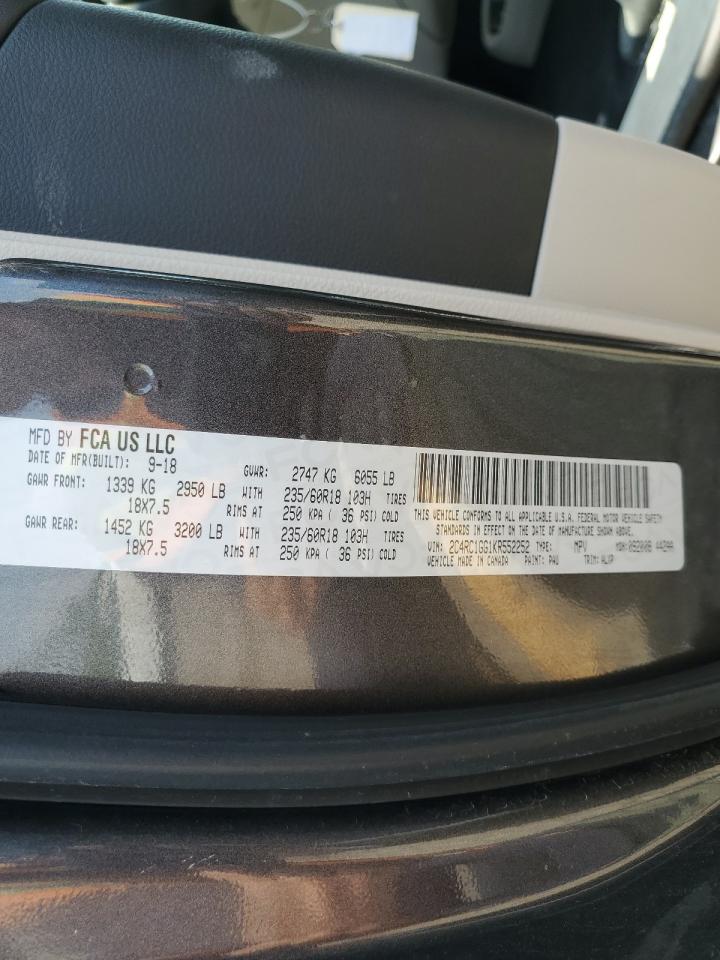 MFD BY FCA US LLC
DATE OF MFR(BUILT): 9-18 GVWR: 2747 KG 6055 LB
GAWR FRONT: 1339 KG 2950 LB WITH 235/60R18 103H TIRES
18X7.5 RIMS AT 250 KPA ( 36 PSI) COLD
GAWR REAR: 1452 KG 3200 LB WITH 235/60R18 103H TIRES
18X7.5 RIMS AT 250 KPA ( 36 PSI) COLD
THIS VEHICLE CONFORMS TO ALL APPLICABLE U.S.A. FEDERAL MOTOR VEHICLE SAFETY
STANDARDS IN EFFECT ON THE DATE OF MANUFACTURE SHOWN ABOVE
VIN: 2C4RC1GG1KR552252 TYPE: MPV MDH:
VEHICLE MADE IN CANADA PAINT: PAU TRIM: